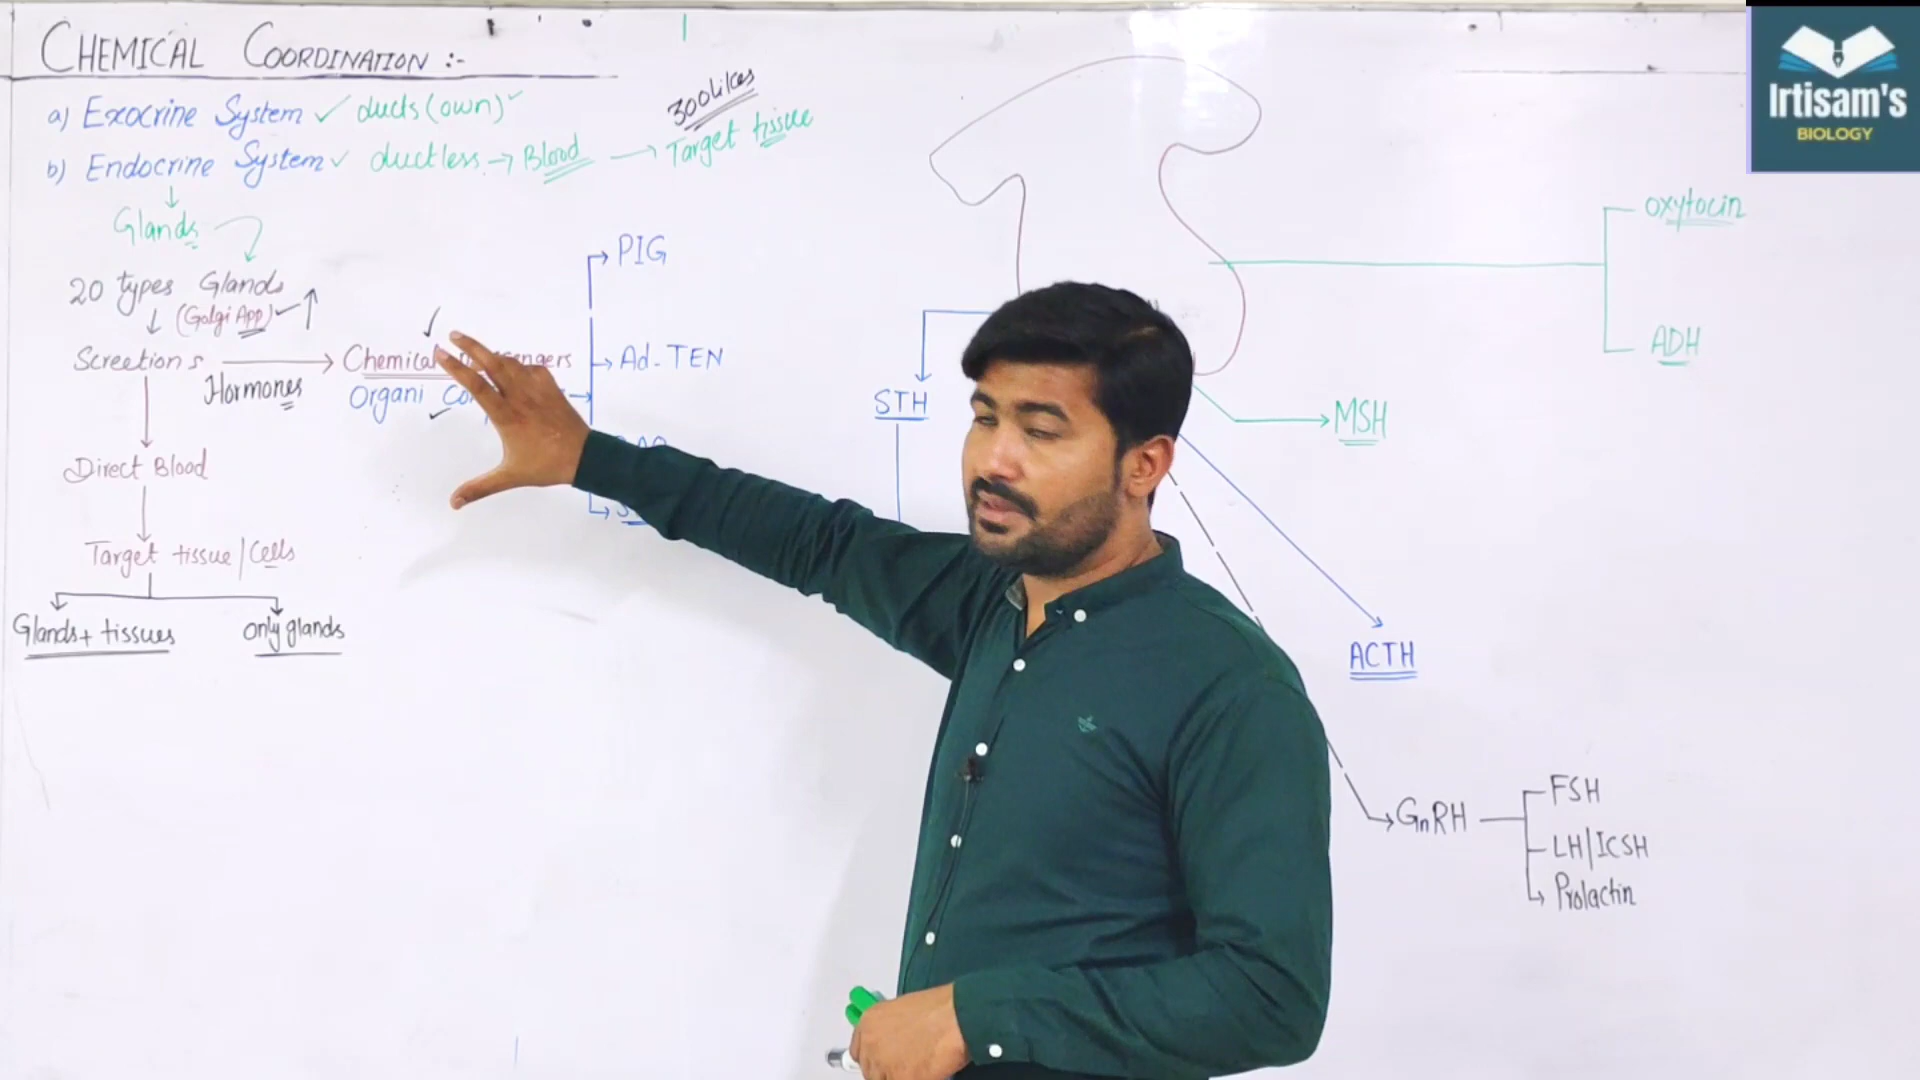 CHEMICAL COORDINATION :-
a) Exocrine System ✓ ducts (own) ✓
300 likes
b) Endocrine System ✓ ductless → Blood → Target tissue
Glands
20 types Glands
(Golgi App)
Screetions → Chemical
Hormones
Organi
Direct Blood
Target tissue/Cells
Glands + tissues
only glands
PIG
Ad-TEN
STH
oxytocin
ADH
MSH
ACTH
GnRH
FSH
LH/ICSH
Prolactin
Irtisam's
BIOLOGY